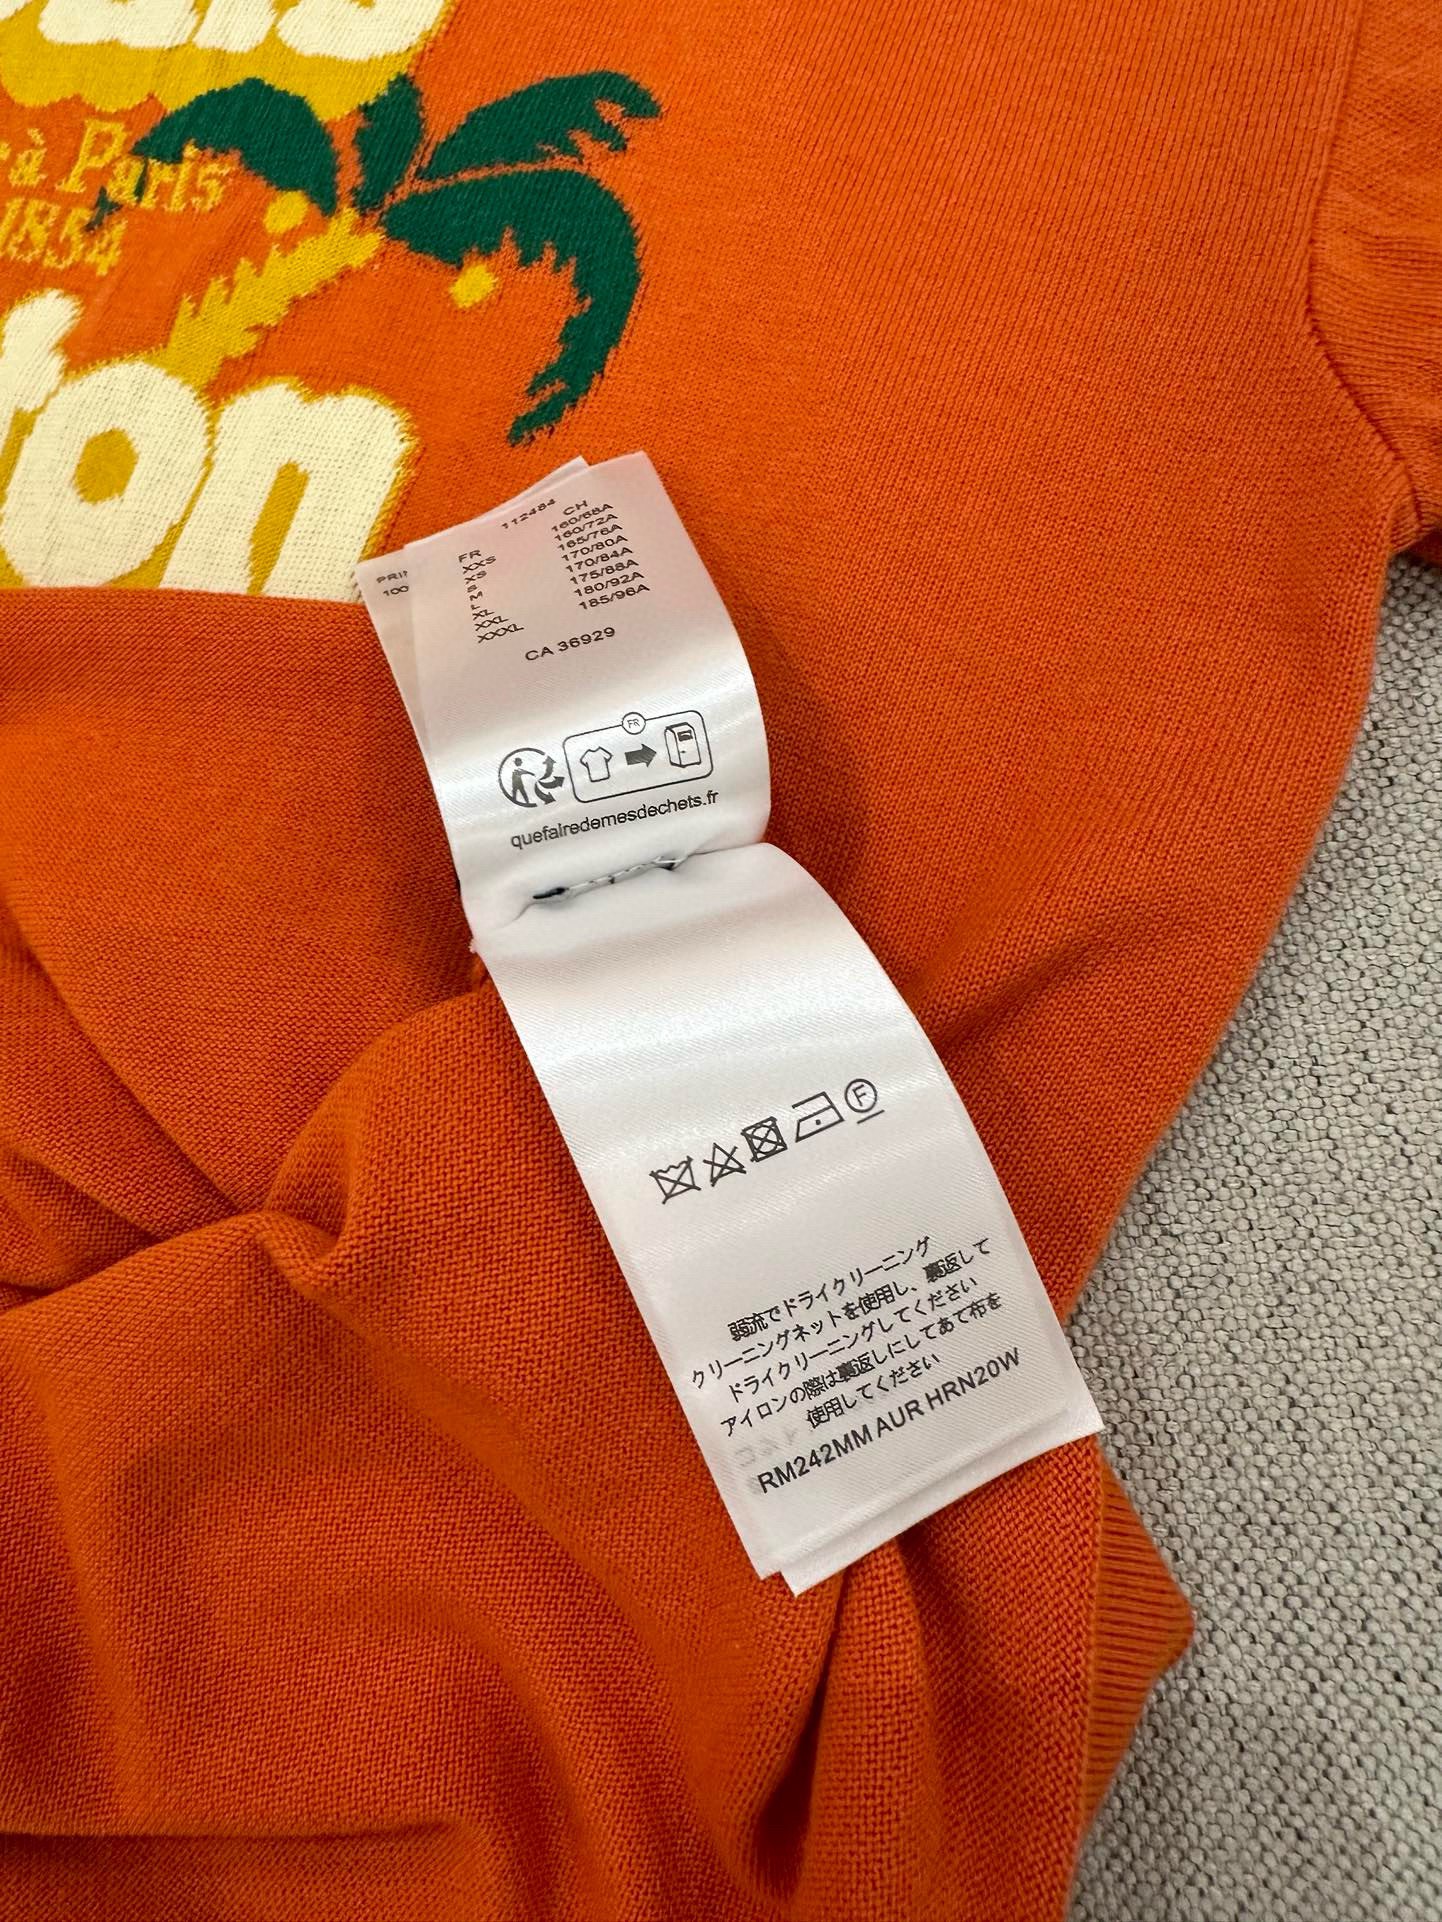 à Paris
1854
ton
PRI
100
112484
FR
XXS
XS
S
M
L
XL
XXL
XXXL
CH
160/68A
160/72A
165/76A
170/80A
170/84A
175/88A
180/92A
185/96A
CA 36929
FR
quefairedemesdechets.fr
F
弱流でドライクリーニング
クリーニングネットを使用し、裏返して
ドライクリーニングしてください
アイロンの際は裏返しにしてあて布を
使用してください
RM242MM AUR HRN20W